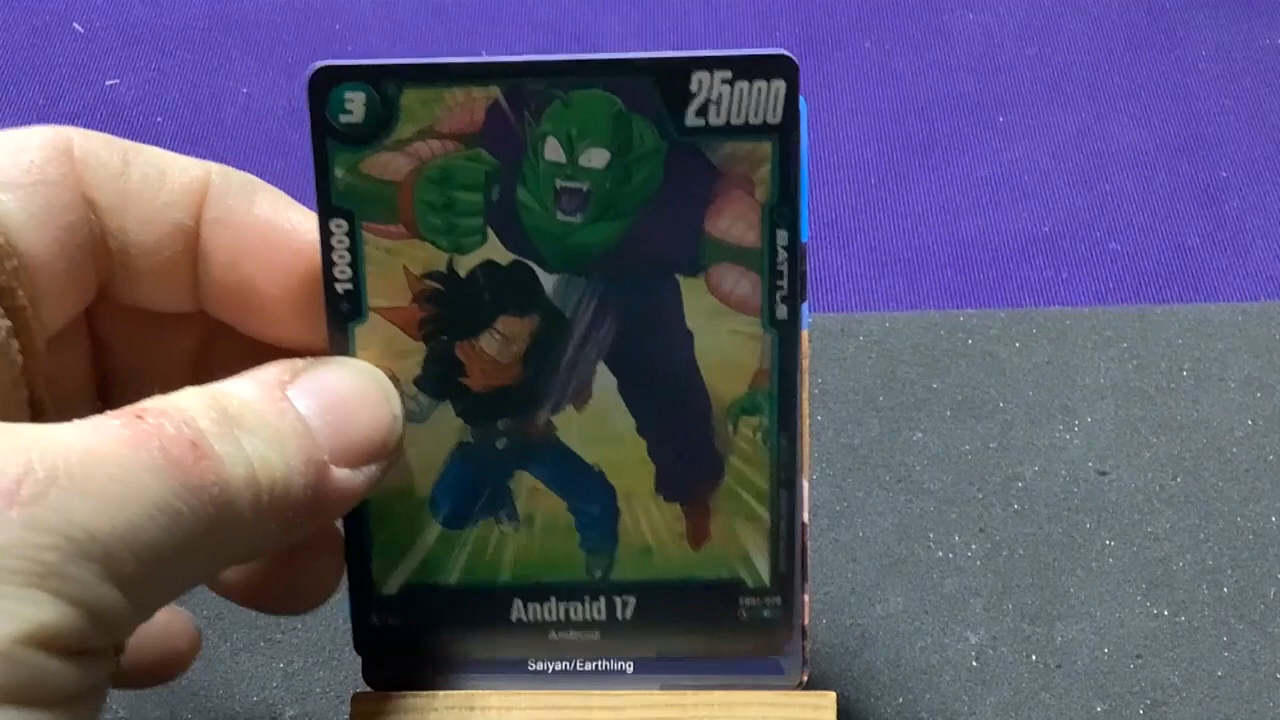 3
25000
+10000
BATTLE
Android 17
Android
Saiyan/Earthling